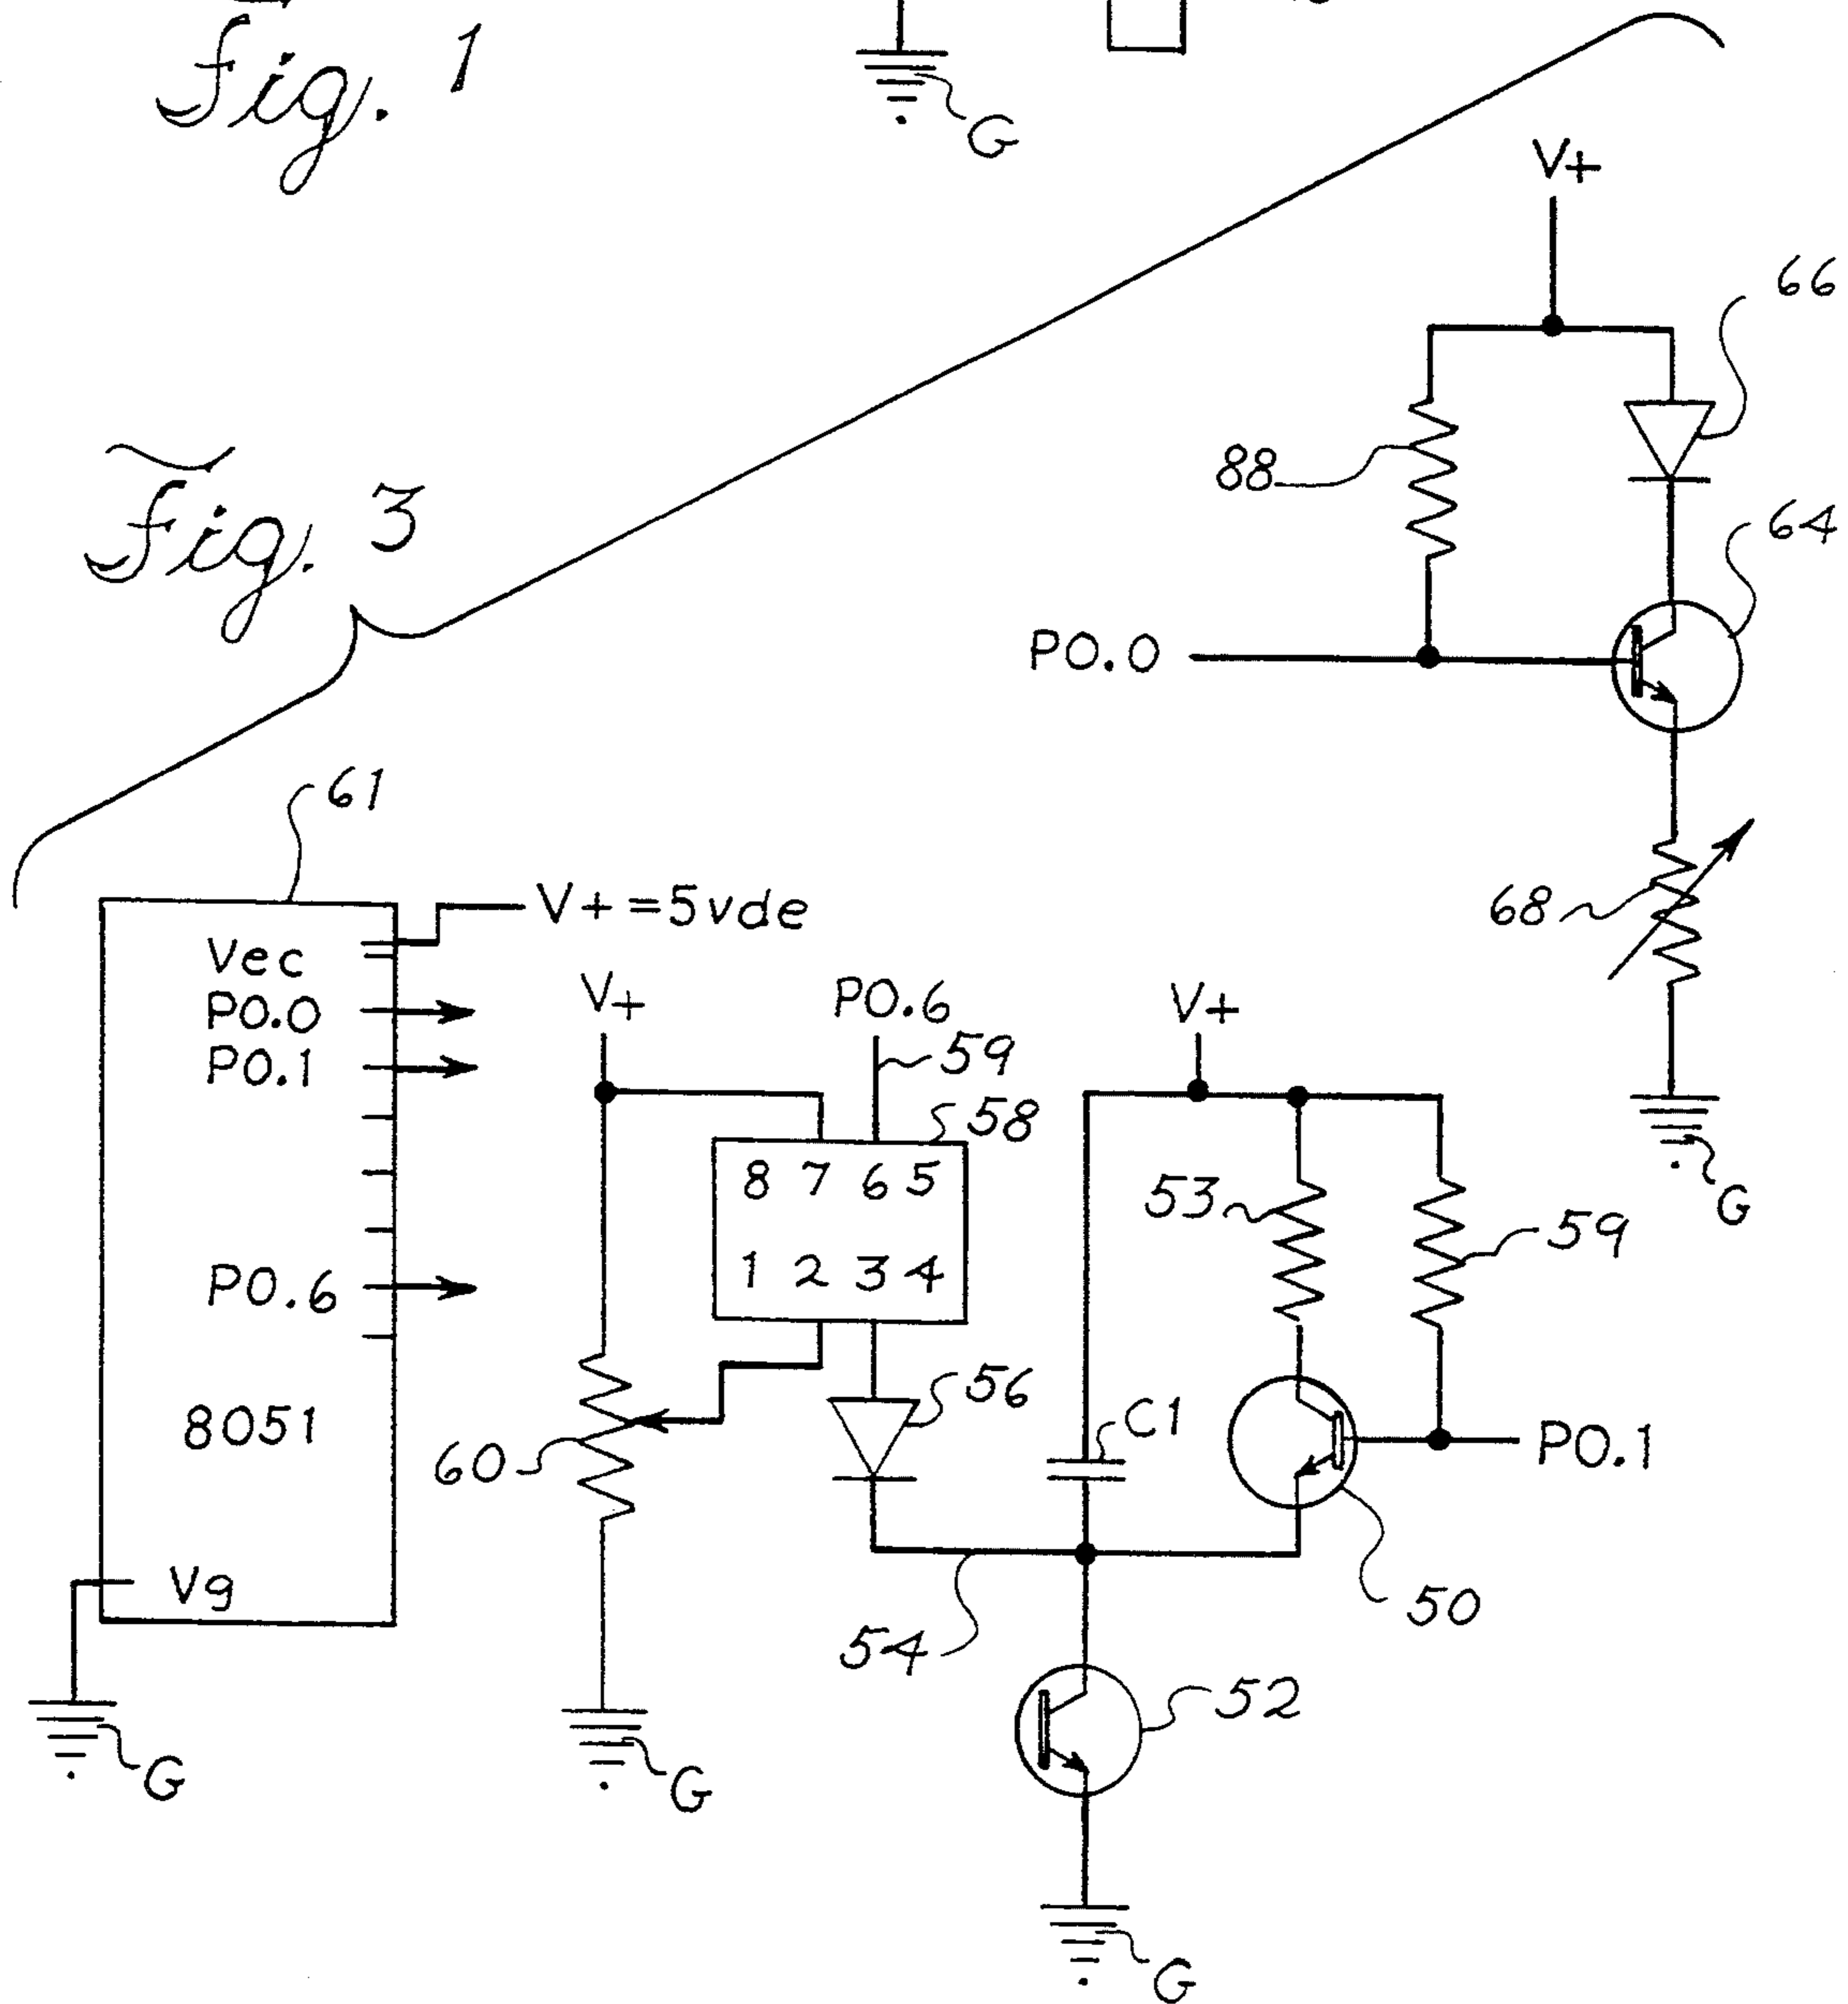 Fig. 1
G
V+
66
88
64
Fig. 3
P0.0
61
V+=5vde
68
Vec
P0.0
P0.1
P0.6
8051
Vg
G
V+
P0.6
59
58
8 7 6 5
1 2 3 4
60
56
V+
53
59
C1
P0.1
50
54
52
G
G
G